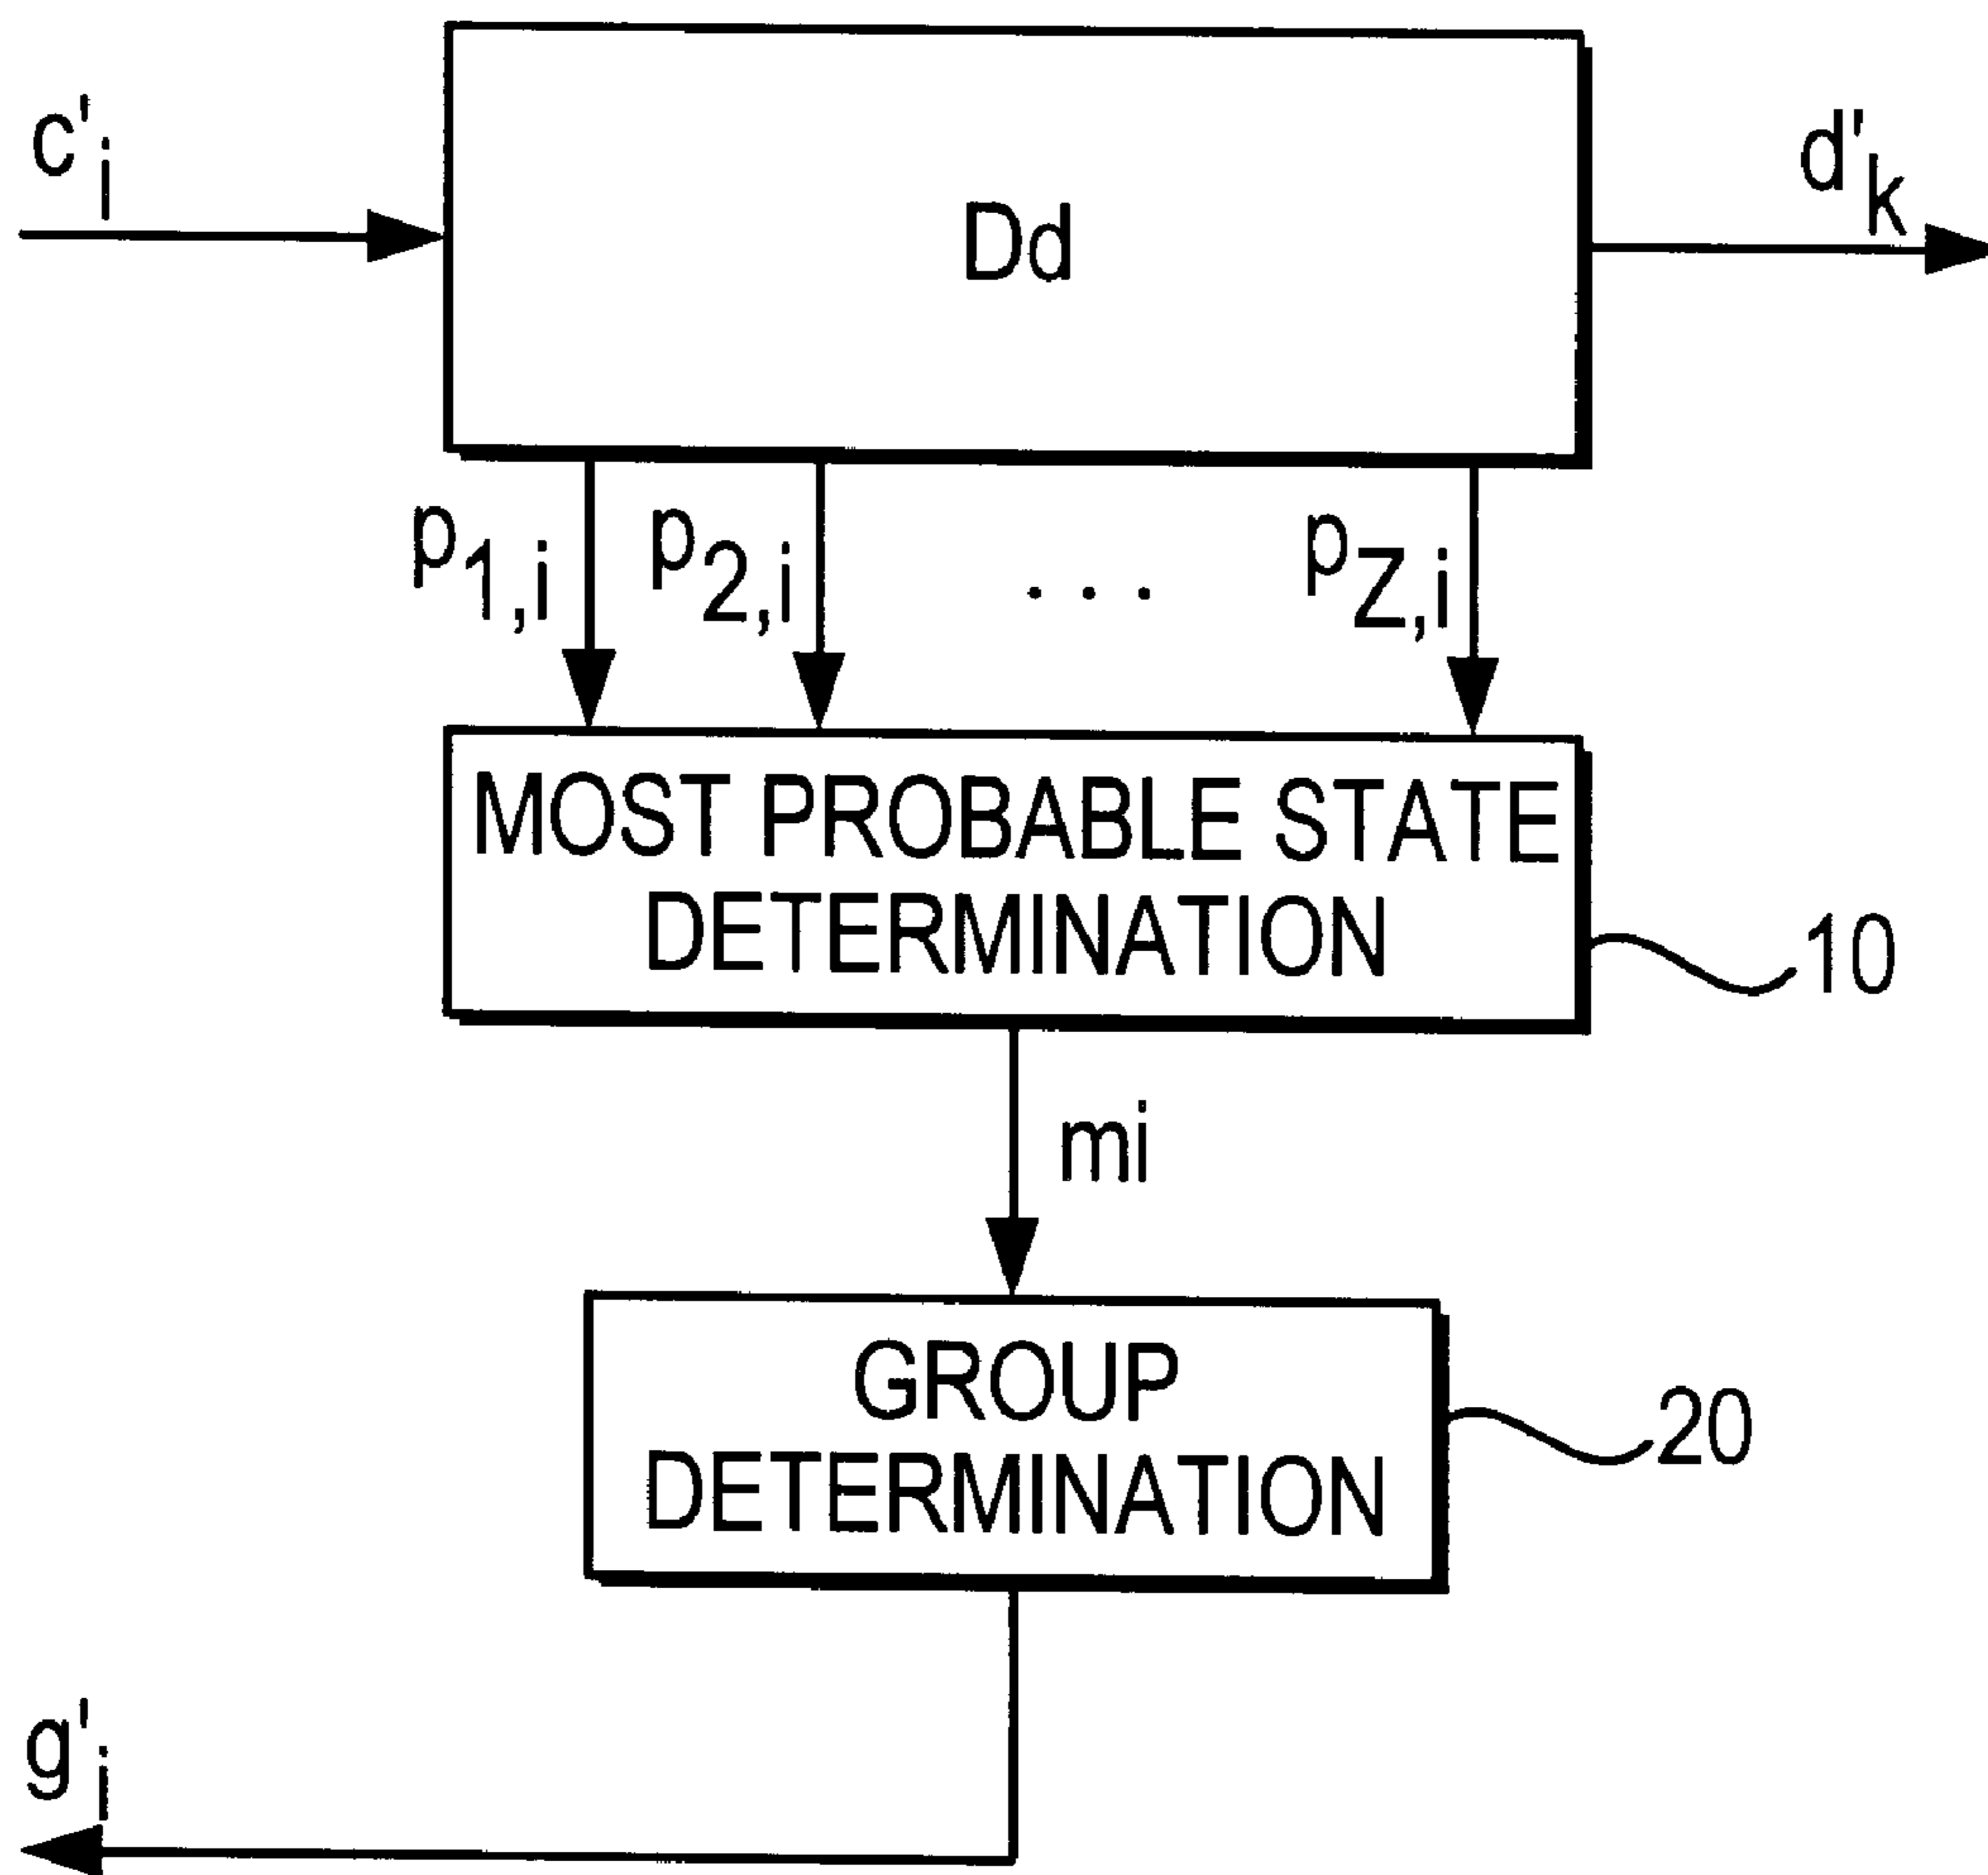 c'i
d'k
Dd
p1,i p2,i ... pZ,i
MOST PROBABLE STATE
DETERMINATION
10
mi
GROUP
DETERMINATION
20
g'i